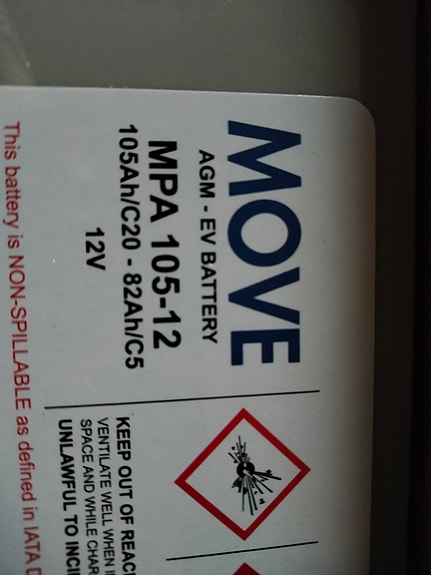 MOVE
AGM - EV BATTERY
MPA 105-12
105Ah/C20 - 82Ah/C5
12V
This battery is NON-SPILLABLE as defined in IATA
KEEP OUT OF REAC
VENTILATE WELL WHEN
SPACE AND WHILE CHAR
UNLAWFUL TO INCI